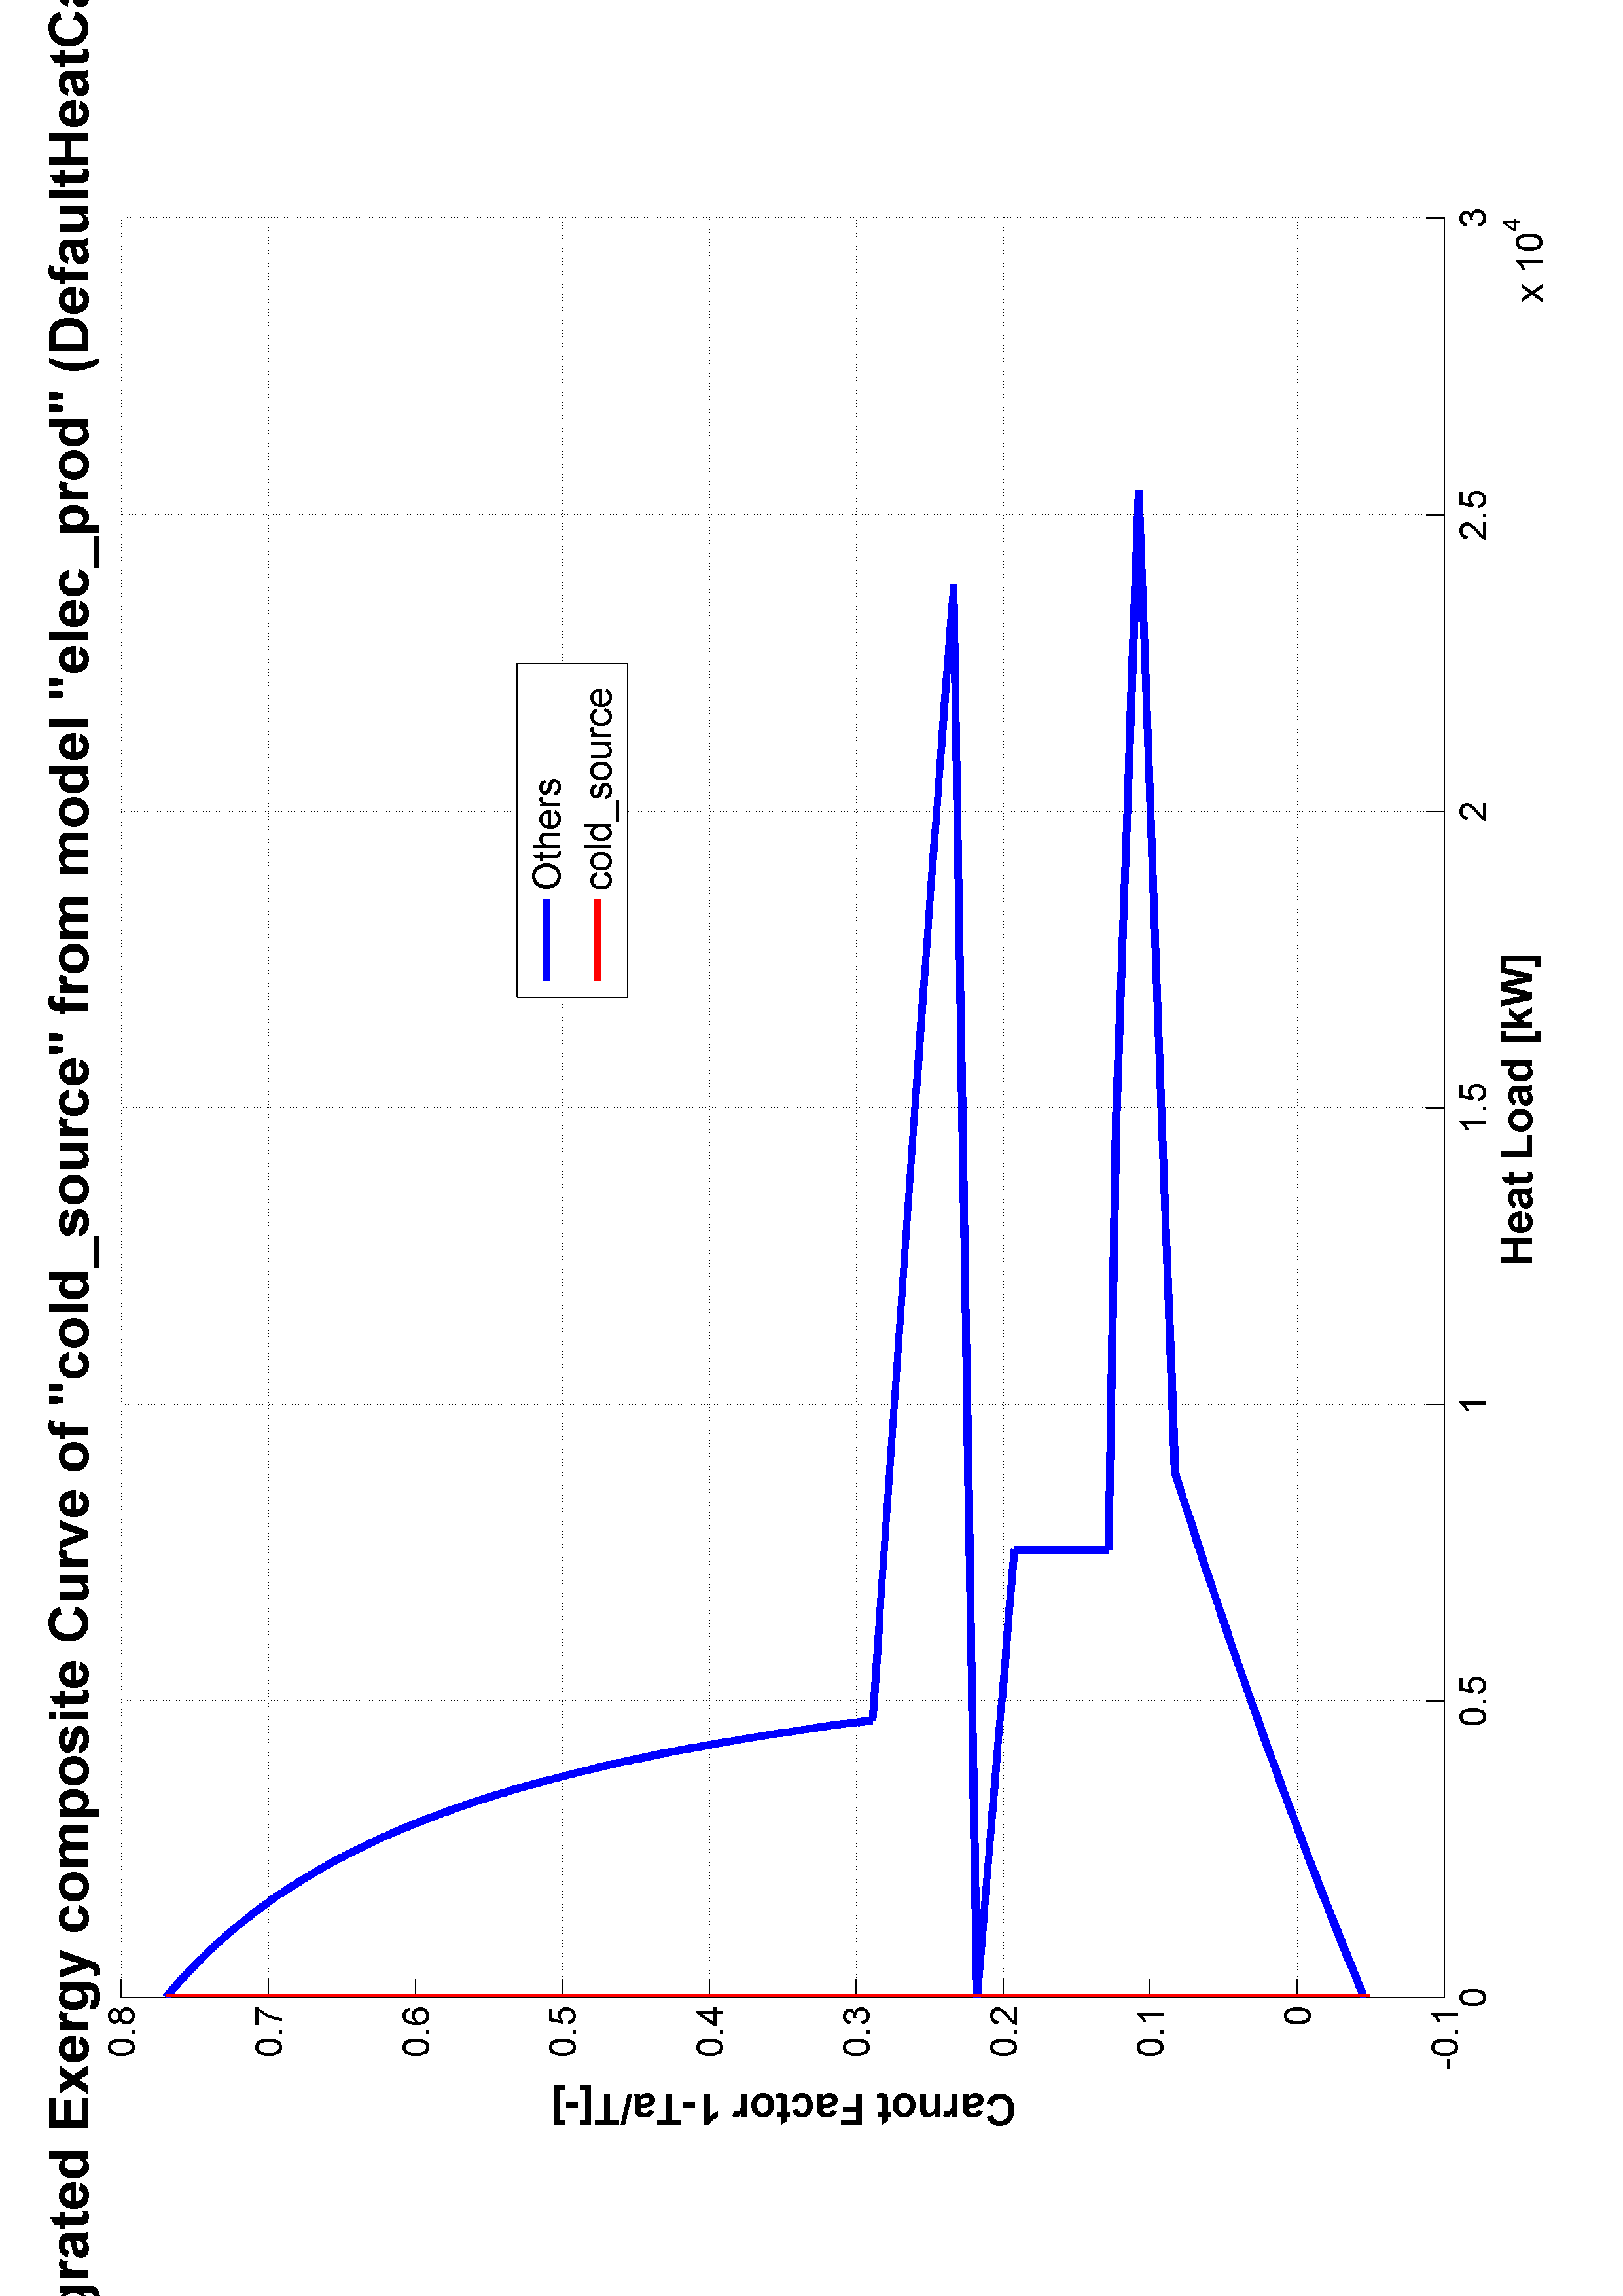 grated Exergy composite Curve of "cold_source" from model "elec_prod" (DefaultHeatCa
0.8
0.7
0.6
0.5
0.4
0.3
0.2
0.1
0
-0.1
Carnot Factor 1-Ta/T[-]
Others
cold_source
0
0.5
1
1.5
2
2.5
3
x 10^4
Heat Load [kW]